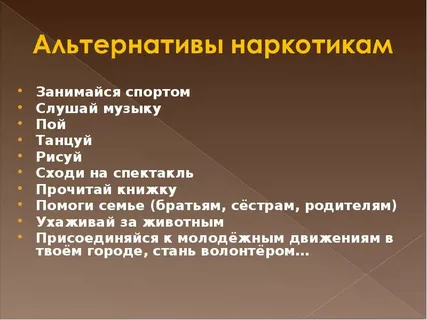 Альтернативы наркотикам
Занимайся спортом
Слушай музыку
Пой
Танцуй
Рисуй
Сходи на спектакль
Прочитай книжку
Помоги семье (братьям, сёстрам, родителям)
Ухаживай за животным
Присоединяйся к молодёжным движениям в
твоём городе, стань волонтёром…